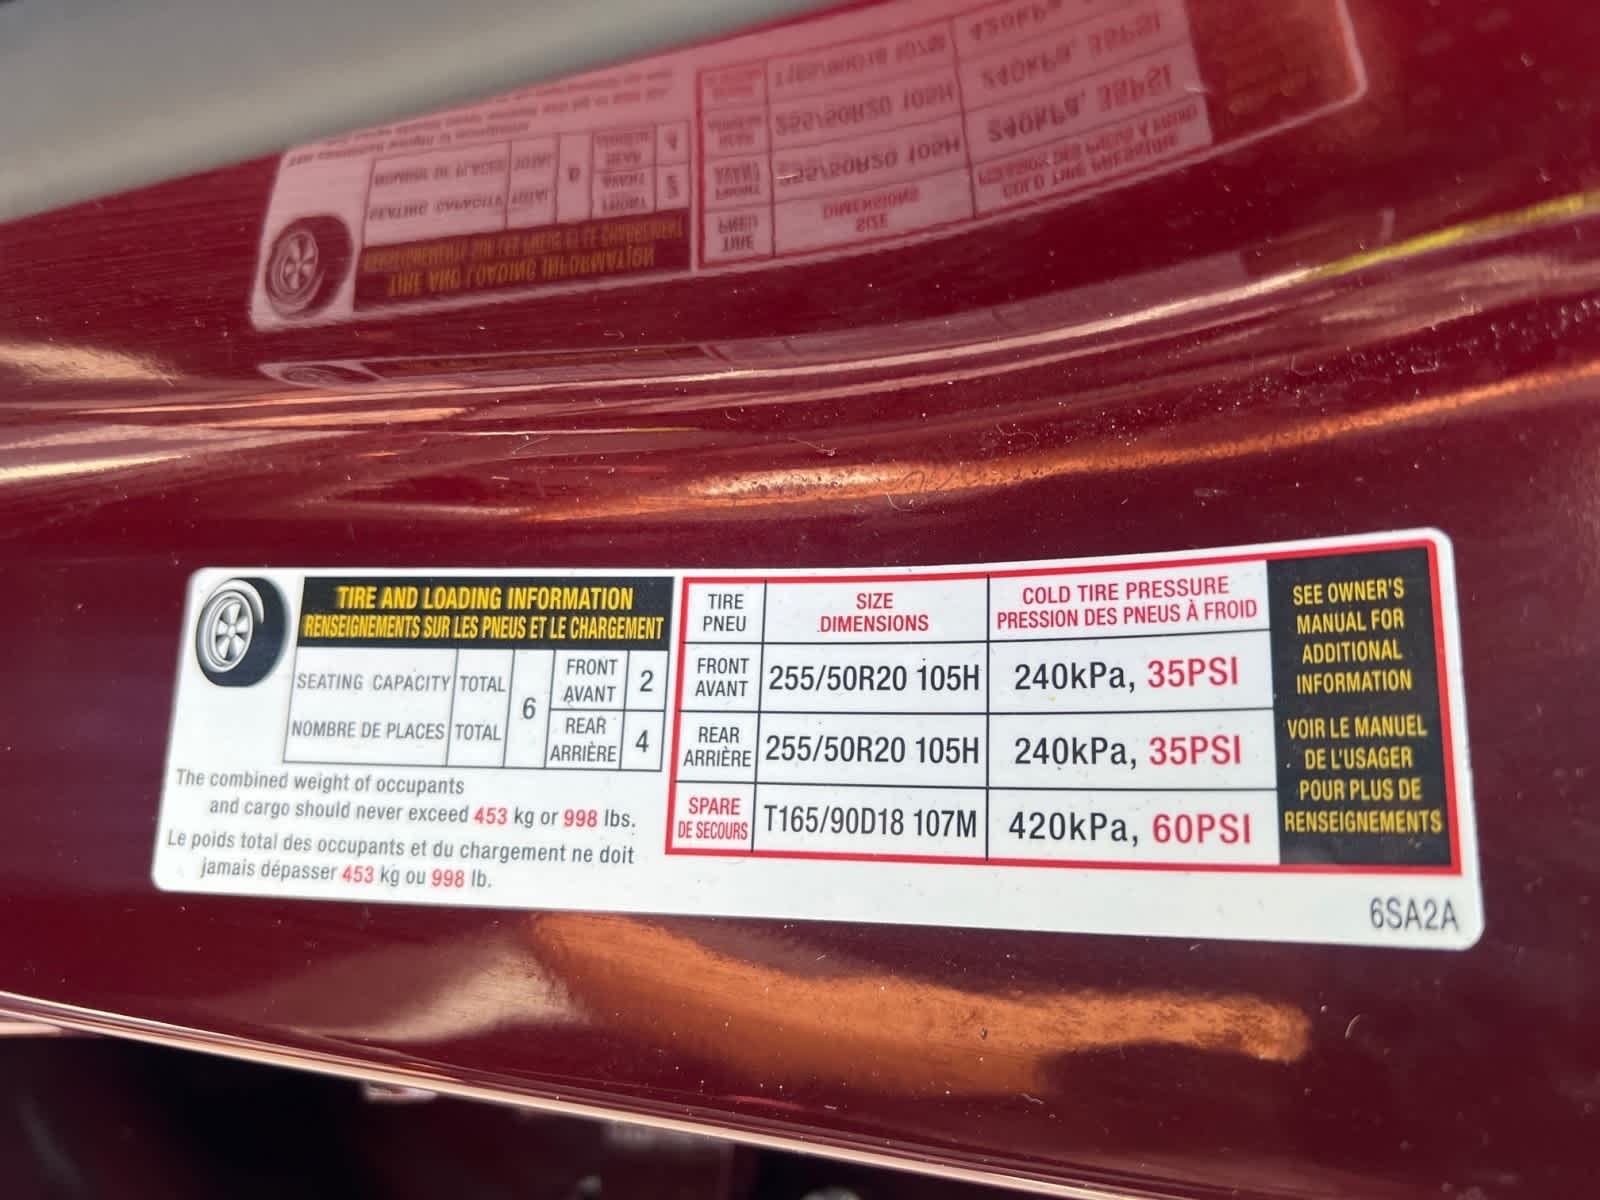 TIRE AND LOADING INFORMATION
RENSEIGNEMENTS SUR LES PNEUS ET LE CHARGEMENT
SEATING CAPACITY TOTAL
NOMBRE DE PLACES TOTAL
6
FRONT
AVANT
2
REAR
ARRIÈRE
4
The combined weight of occupants
and cargo should never exceed 453 kg or 998 lbs.
Le poids total des occupants et du chargement ne doit
jamais dépasser 453 kg ou 998 lb.
TIRE
PNEU
SIZE
DIMENSIONS
COLD TIRE PRESSURE
PRESSION DES PNEUS À FROID
FRONT
AVANT
255/50R20 105H
240kPa, 35PSI
REAR
ARRIÈRE
255/50R20 105H
240kPa, 35PSI
SPARE
DE SECOURS
T165/90D18 107M
420kPa, 60PSI
SEE OWNER'S
MANUAL FOR
ADDITIONAL
INFORMATION
VOIR LE MANUEL
DE L'USAGER
POUR PLUS DE
RENSEIGNEMENTS
6SA2A